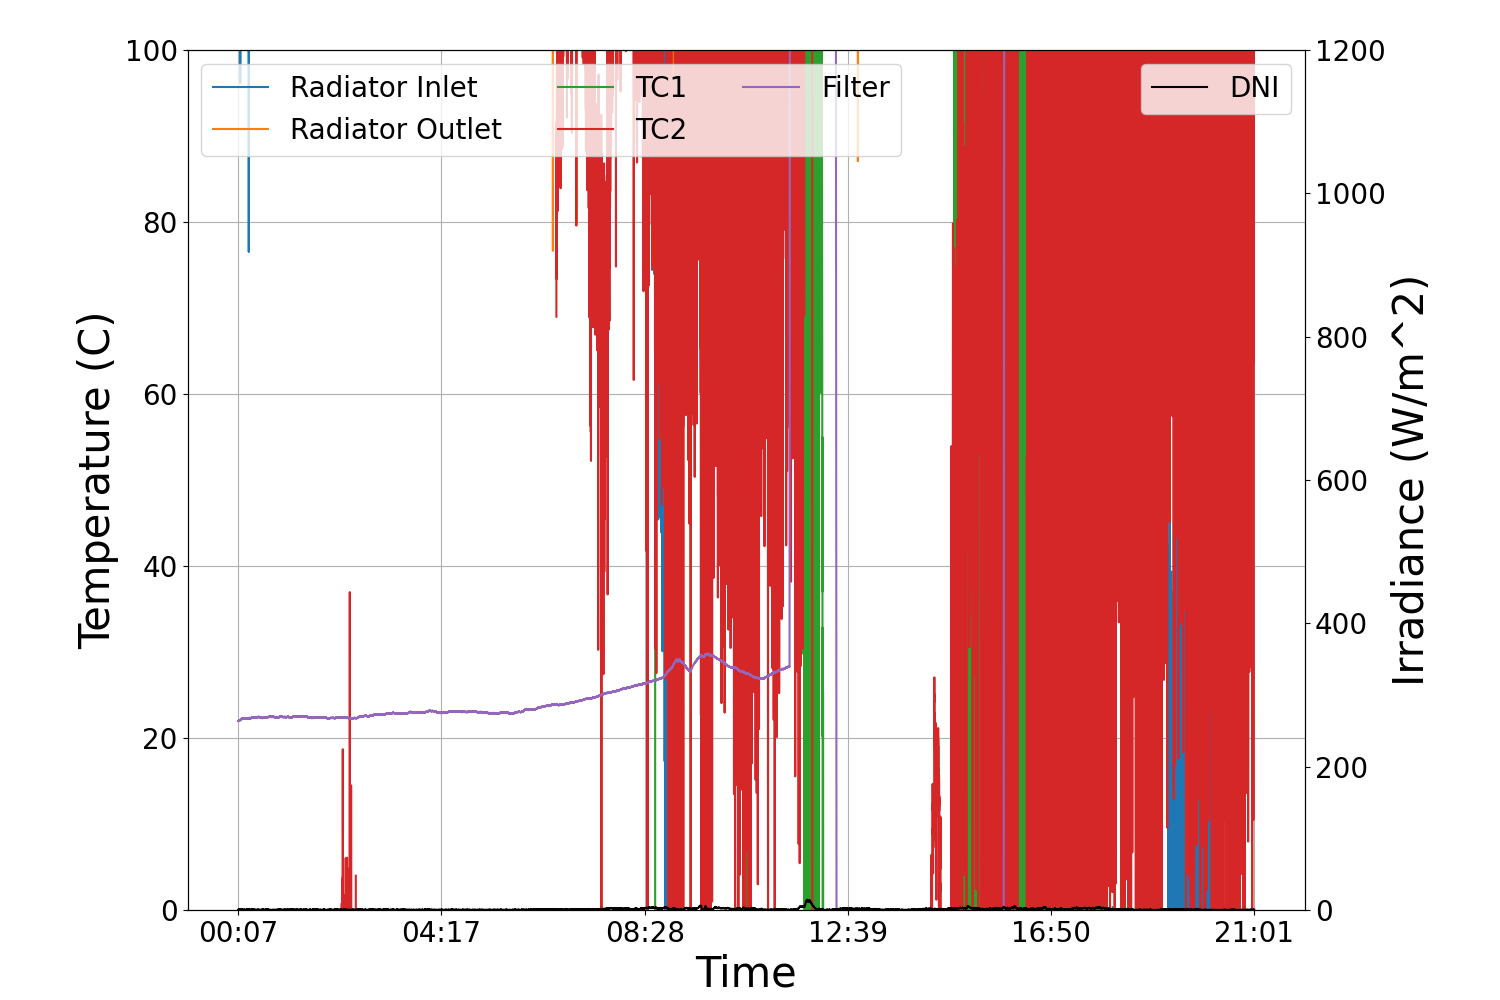 Radiator Inlet
Radiator Outlet
TC1
TC2
Filter
DNI
Temperature (C)
100
80
60
40
20
0
1200
1000
800
600
400
200
0
Irradiance (W/m^2)
00:07 04:17 08:28 12:39 16:50 21:01
Time